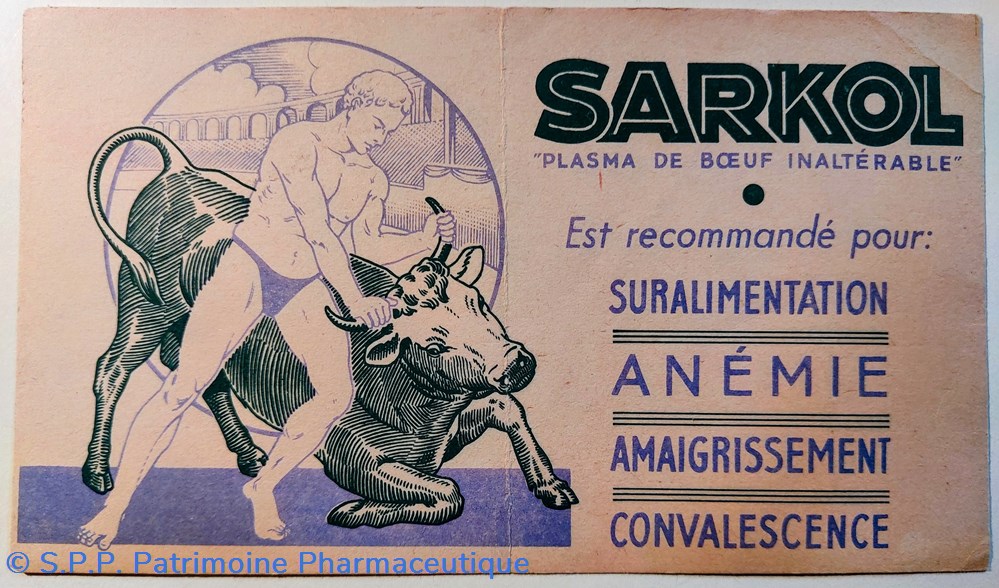 SARKOL
"PLASMA DE BŒUF INALTÉRABLE"
Est recommandé pour:
SURALIMENTATION
ANÉMIE
AMAIGRISSEMENT
CONVALESCENCE
© S.P.P. Patrimoine Pharmaceutique